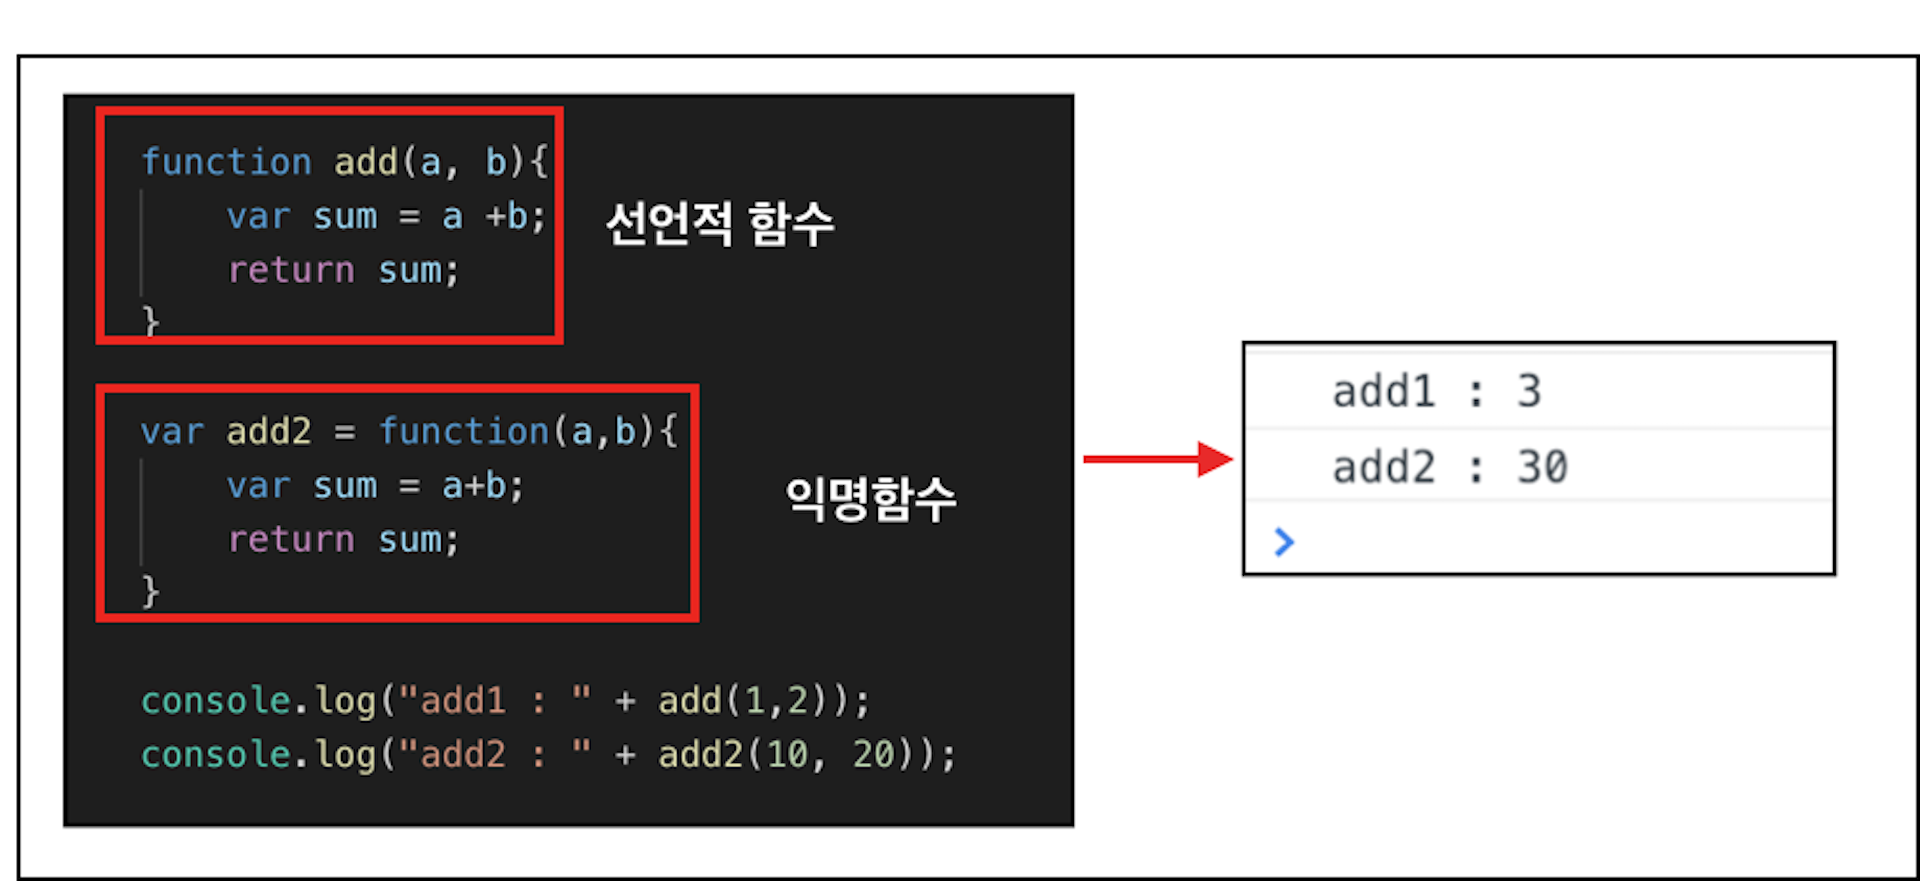 function add(a, b){
var sum = a +b;
return sum;
}
선언적 함수
var add2 = function(a,b){
var sum = a+b;
return sum;
}
익명함수
console.log("add1 : " + add(1,2));
console.log("add2 : " + add2(10, 20));
add1 : 3
add2 : 30
>